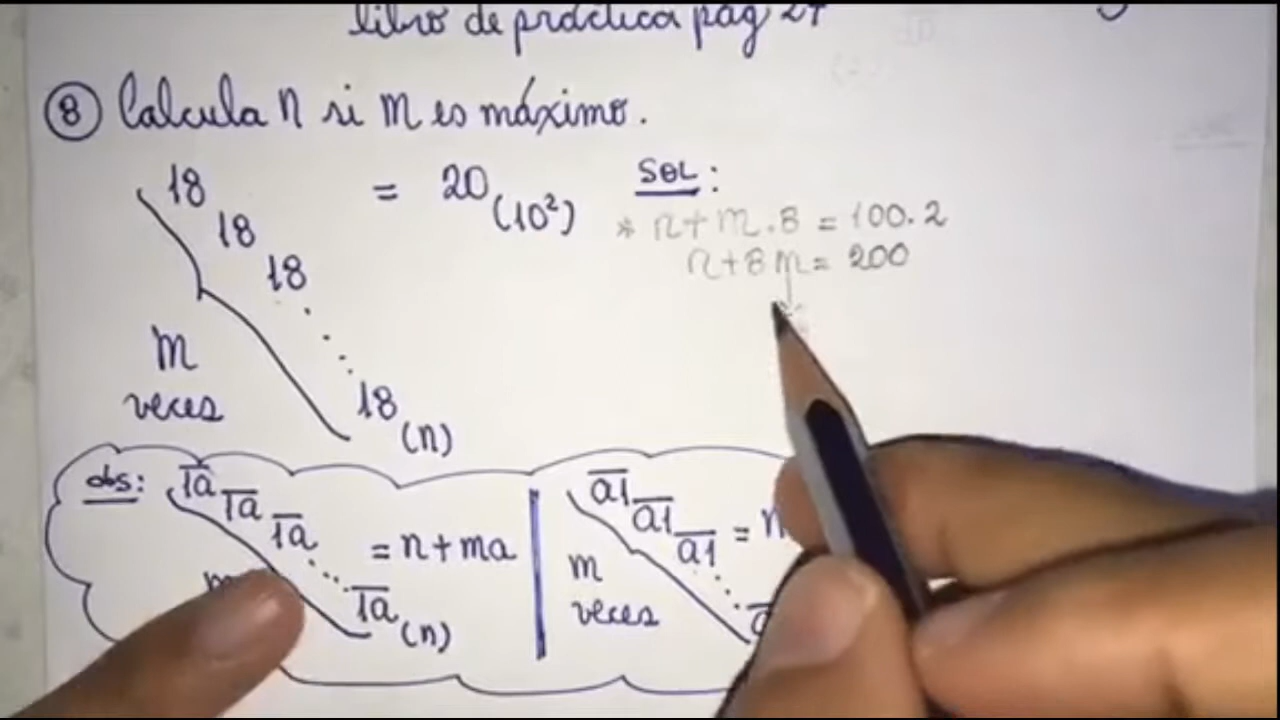 libro de práctica pág 27
8 Calcula n si m es máximo.
18 18 18 ... 18 (n) = 20 (10²)
m veces
SOL:
* n+m.8 = 100.2
n+8m = 200
obs:
1a 1a 1a ... 1a (n) = n+ma
m
a1 a1 a1 ... = n
m veces